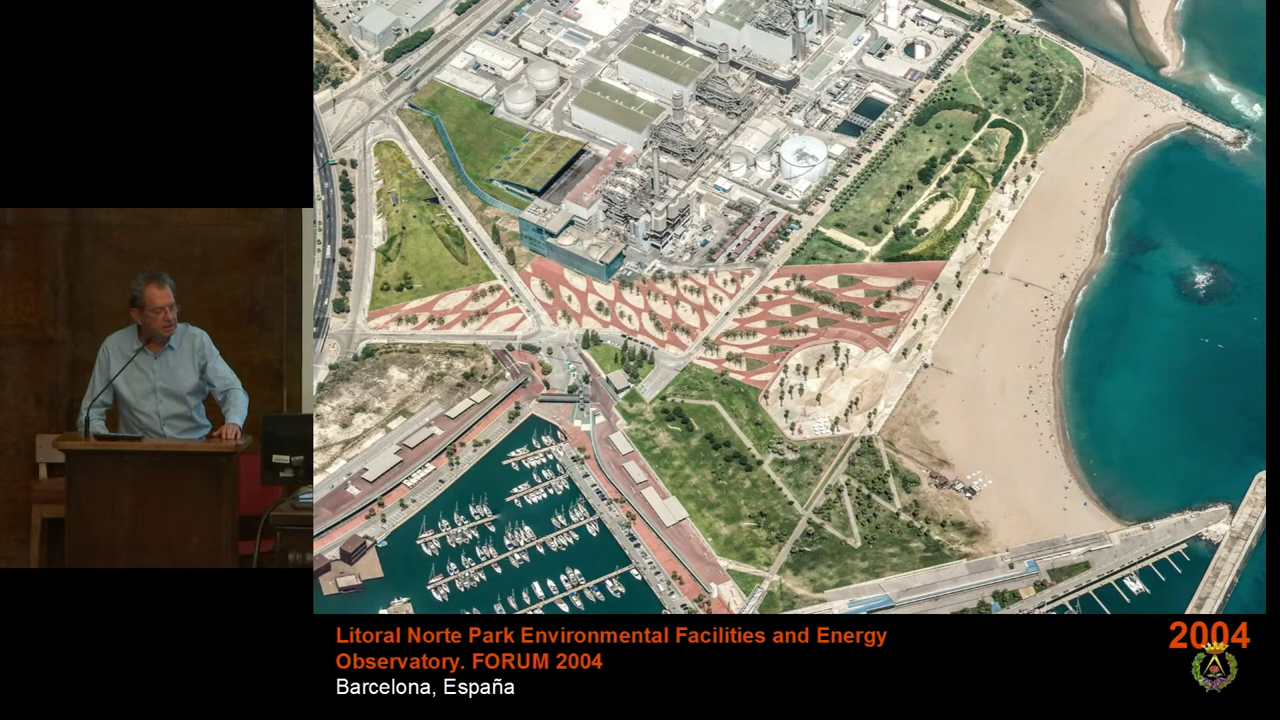 Litoral Norte Park Environmental Facilities and Energy
Observatory. FORUM 2004
Barcelona, España
2004